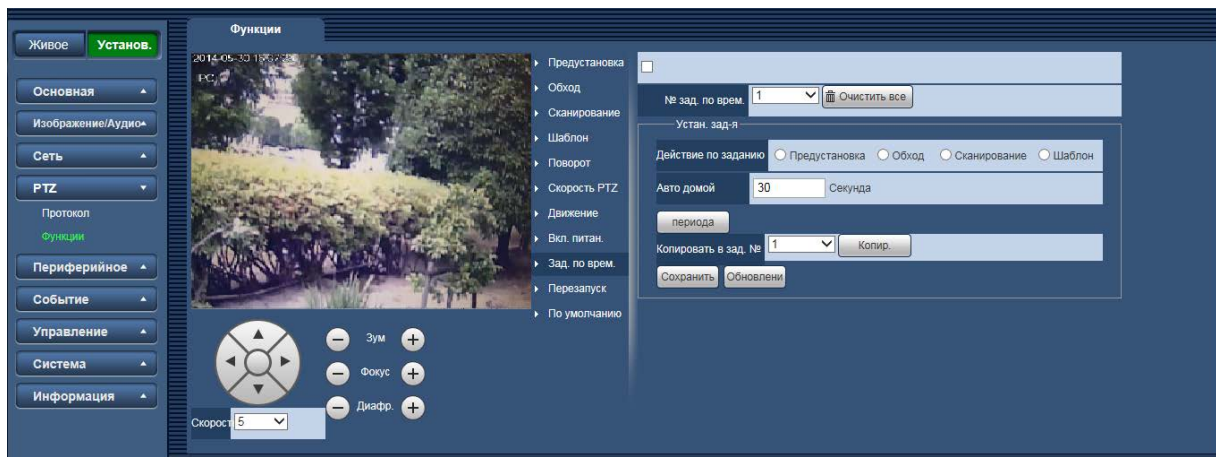 Функции
Живое
Установ.
Основная
Изображение/Аудио
Сеть
PTZ
Протокол
Функции
Периферийное
Событие
Управление
Система
Информация
IPC
Предустановка
Обход
Сканирование
Шаблон
Поворот
Скорость PTZ
Движение
Вкл. питан.
Зад. по врем.
Перезапуск
По умолчанию
Зум
Фокус
Диафр.
Скорост 5
№ зад. по врем. 1 Очистить все
Устан. зад-я
Действие по заданию Предустановка Обход Сканирование Шаблон
Авто домой 30 Секунда
периода
Копировать в зад. № 1 Копир.
Сохранить Обновлени